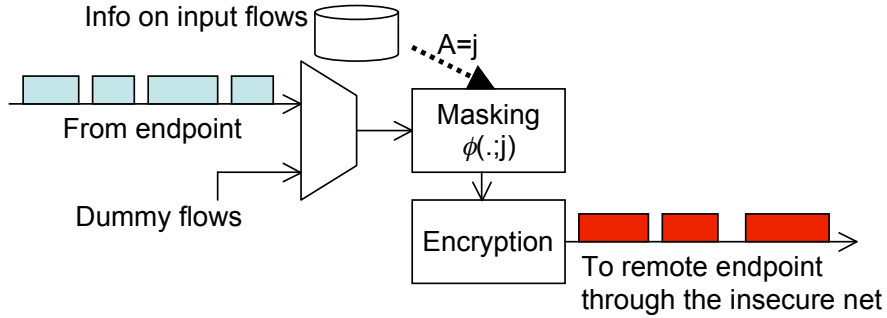 Info on input flows
A=j
From endpoint
Masking
ϕ(.;j)
Dummy flows
Encryption
To remote endpoint
through the insecure net